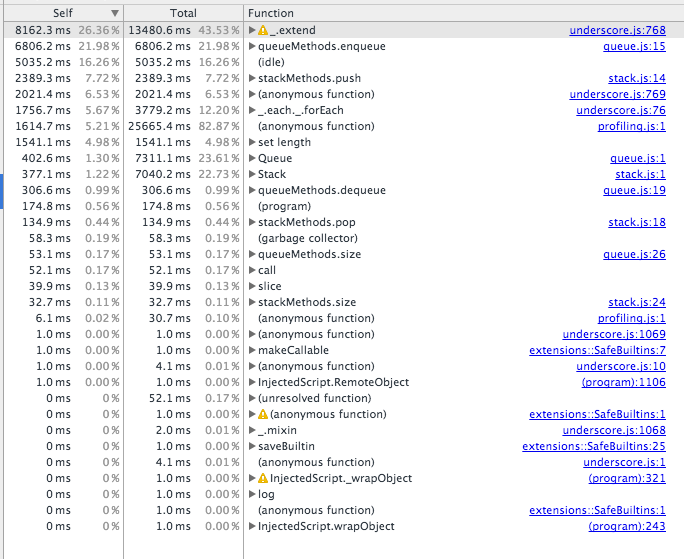 Self Total Function
8162.3 ms 26.36 % 13480.6 ms 43.53 % _.extend underscore.js:768
6806.2 ms 21.98 % 6806.2 ms 21.98 % queueMethods.enqueue queue.js:15
5035.2 ms 16.26 % 5035.2 ms 16.26 % (idle)
2389.3 ms 7.72 % 2389.3 ms 7.72 % stackMethods.push stack.js:14
2021.4 ms 6.53 % 2021.4 ms 6.53 % (anonymous function) underscore.js:769
1756.7 ms 5.67 % 3779.2 ms 12.20 % _.each._.forEach underscore.js:76
1614.7 ms 5.21 % 25665.4 ms 82.87 % (anonymous function) profiling.js:1
1541.1 ms 4.98 % 1541.1 ms 4.98 % set length
402.6 ms 1.30 % 7311.1 ms 23.61 % Queue queue.js:1
377.1 ms 1.22 % 7040.2 ms 22.73 % Stack stack.js:1
306.6 ms 0.99 % 306.6 ms 0.99 % queueMethods.dequeue queue.js:19
174.8 ms 0.56 % 174.8 ms 0.56 % (program)
134.9 ms 0.44 % 134.9 ms 0.44 % stackMethods.pop stack.js:18
58.3 ms 0.19 % 58.3 ms 0.19 % (garbage collector)
53.1 ms 0.17 % 53.1 ms 0.17 % queueMethods.size queue.js:26
52.1 ms 0.17 % 52.1 ms 0.17 % call
39.9 ms 0.13 % 39.9 ms 0.13 % slice
32.7 ms 0.11 % 32.7 ms 0.11 % stackMethods.size stack.js:24
6.1 ms 0.02 % 30.7 ms 0.10 % (anonymous function) profiling.js:1
1.0 ms 0.00 % 1.0 ms 0.00 % (anonymous function) underscore.js:1069
1.0 ms 0.00 % 1.0 ms 0.00 % makeCallable extensions::SafeBuiltins:7
1.0 ms 0.00 % 4.1 ms 0.01 % (anonymous function) underscore.js:10
1.0 ms 0.00 % 1.0 ms 0.00 % InjectedScript.RemoteObject (program):1106
0 ms 0 % 52.1 ms 0.17 % (unresolved function)
0 ms 0 % 1.0 ms 0.00 % (anonymous function) extensions::SafeBuiltins:1
0 ms 0 % 2.0 ms 0.01 % _.mixin underscore.js:1068
0 ms 0 % 1.0 ms 0.00 % saveBuiltin extensions::SafeBuiltins:25
0 ms 0 % 4.1 ms 0.01 % (anonymous function) underscore.js:1
0 ms 0 % 1.0 ms 0.00 % InjectedScript._wrapObject (program):321
0 ms 0 % 1.0 ms 0.00 % log
0 ms 0 % 1.0 ms 0.00 % (anonymous function) extensions::SafeBuiltins:1
0 ms 0 % 1.0 ms 0.00 % InjectedScript.wrapObject (program):243